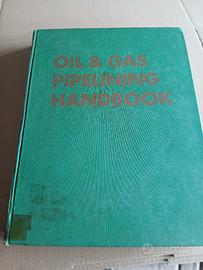 OIL & GAS
PIPELINING
HANDBOOK